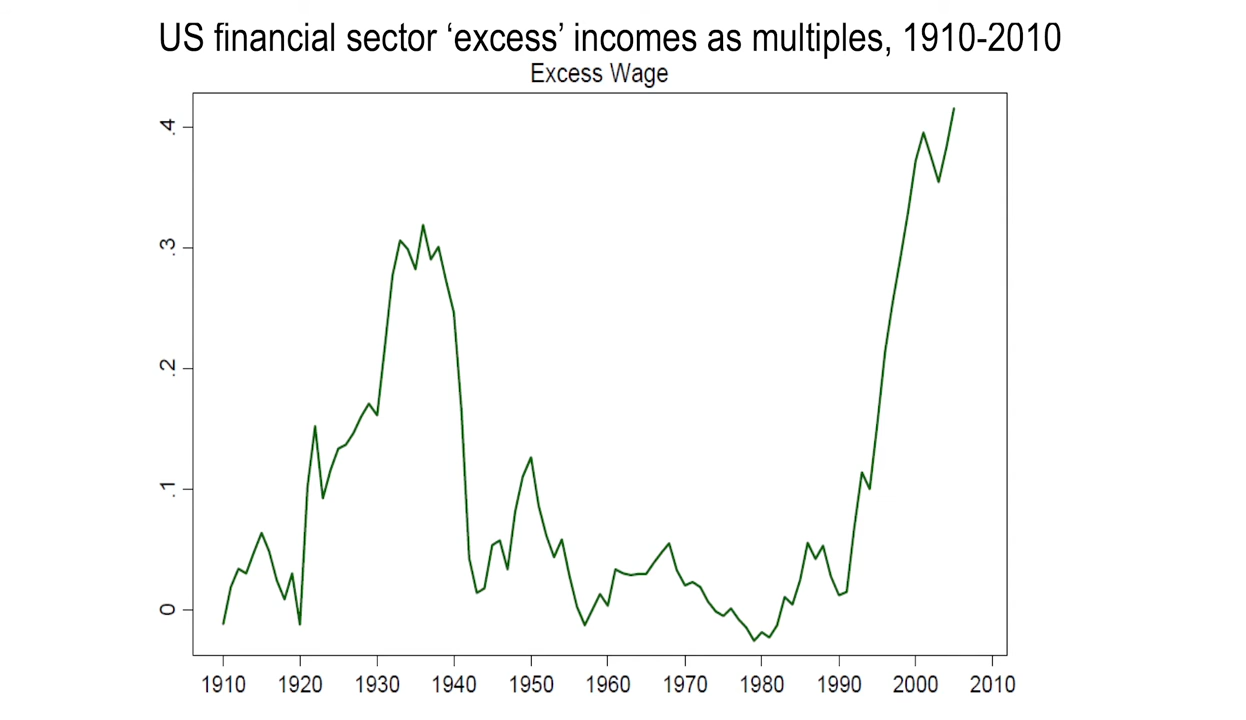 US financial sector ‘excess’ incomes as multiples, 1910-2010
Excess Wage
.4
.3
.2
.1
0
1910 1920 1930 1940 1950 1960 1970 1980 1990 2000 2010